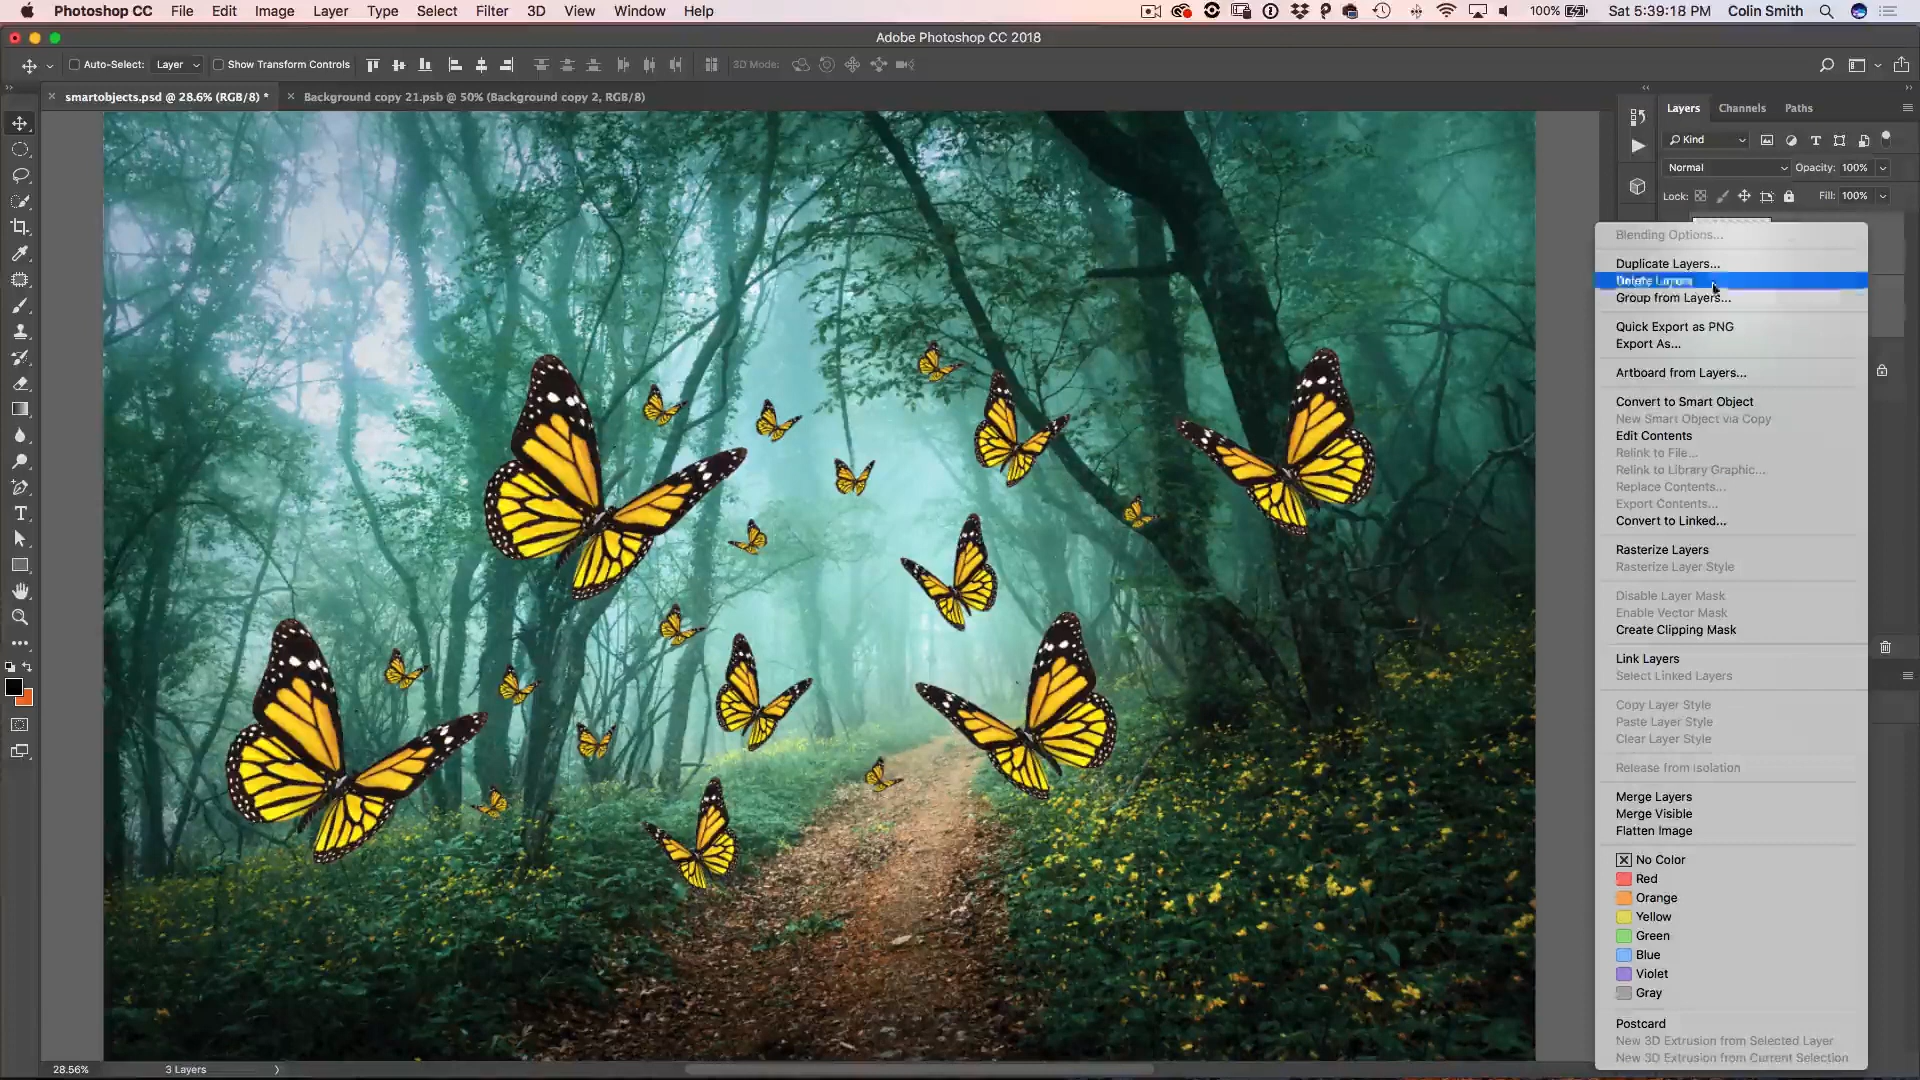 Photoshop CC File Edit Image Layer Type Select Filter 3D View Window Help 100% Sat 5:39:18 PM Colin Smith
Adobe Photoshop CC 2018
Auto-Select: Layer Show Transform Controls 3D Mode:
smartobjects.psd @ 28.6% (RGB/8) * Background copy 21.psb @ 50% (Background copy 2, RGB/8)
Layers Channels Paths
Kind
Normal Opacity: 100%
Lock: Fill: 100%
Blending Options...
Duplicate Layers...
Delete Layers
Group from Layers...
Quick Export as PNG
Export As...
Artboard from Layers...
Convert to Smart Object
New Smart Object via Copy
Edit Contents
Relink to File...
Relink to Library Graphic...
Replace Contents...
Export Contents...
Convert to Linked...
Rasterize Layers
Rasterize Layer Style
Disable Layer Mask
Enable Vector Mask
Create Clipping Mask
Link Layers
Select Linked Layers
Copy Layer Style
Paste Layer Style
Clear Layer Style
Release from Isolation
Merge Layers
Merge Visible
Flatten Image
No Color
Red
Orange
Yellow
Green
Blue
Violet
Gray
Postcard
New 3D Extrusion from Selected Layer
New 3D Extrusion from Current Selection
28.56% 3 Layers